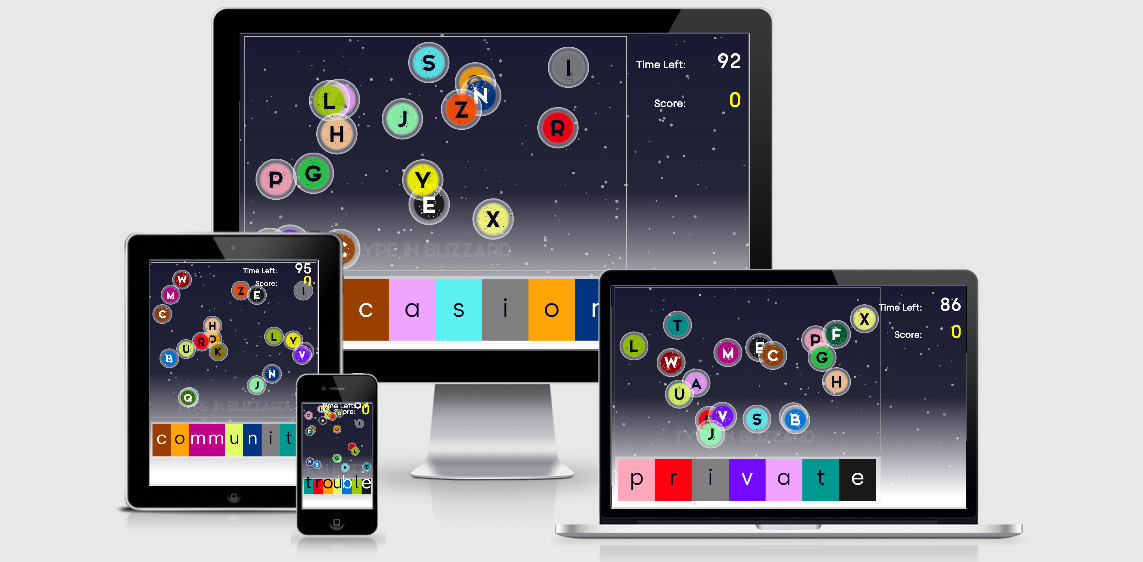 S
I
N
L
Z
J
H
R
P
G
Y
E
X
TYPE IN BLIZZARD
Time Left: 92
Score: 0
c a s i o n
W
Z
E
I
M
C
H
R
U
K
B
L
Y
V
N
J
Q
Time Left: 95
Score: 0
TYPE IN BLIZZARD
c o m m u n i t
Time Left:
Score: 0
t r o u b l e
X
T
F
L
P
M
E
C
G
W
A
H
U
V
S
B
J
TYPE IN BLIZZARD
Time Left: 86
Score: 0
p r i v a t e